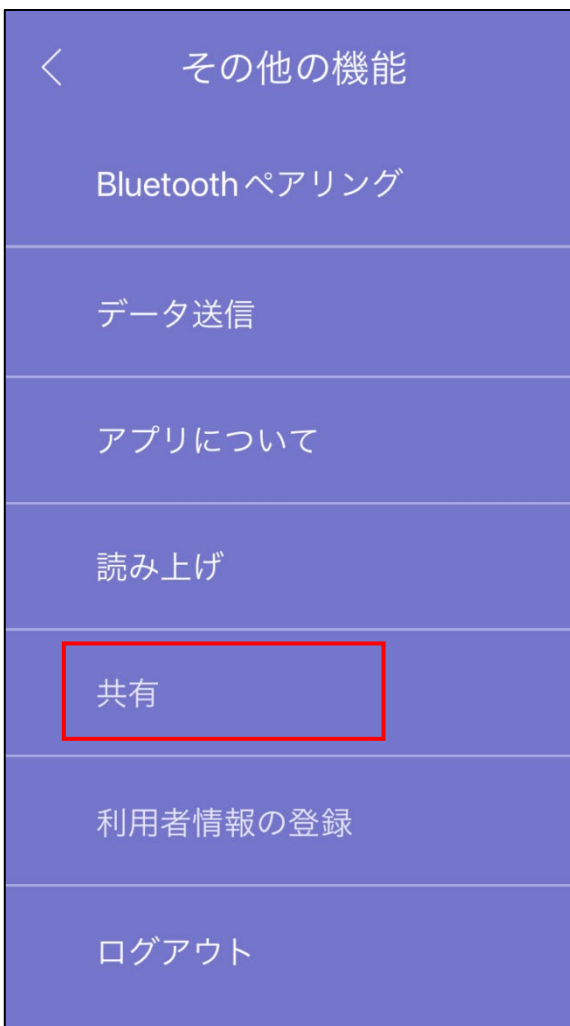 その他の機能
Bluetoothペアリング
データ送信
アプリについて
読み上げ
共有
利用者情報の登録
ログアウト